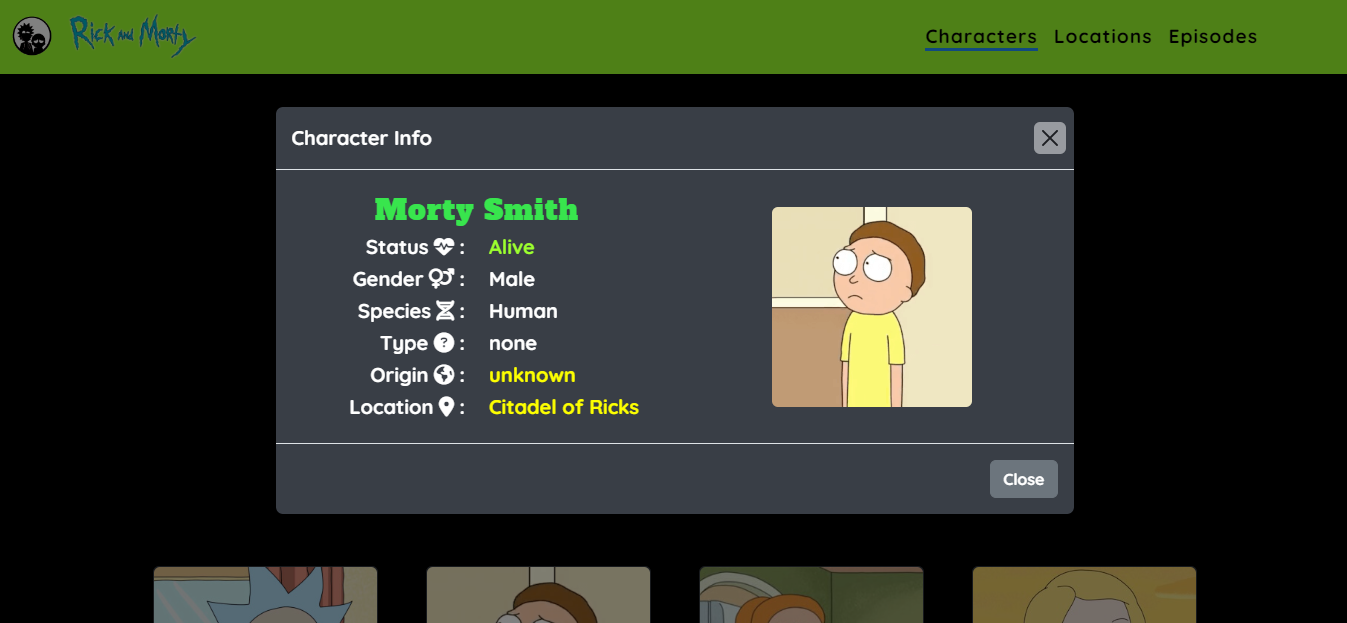 Rick and Morty
Characters Locations Episodes
Character Info
Morty Smith
Status : Alive
Gender : Male
Species : Human
Type ? : none
Origin : unknown
Location : Citadel of Ricks
Close